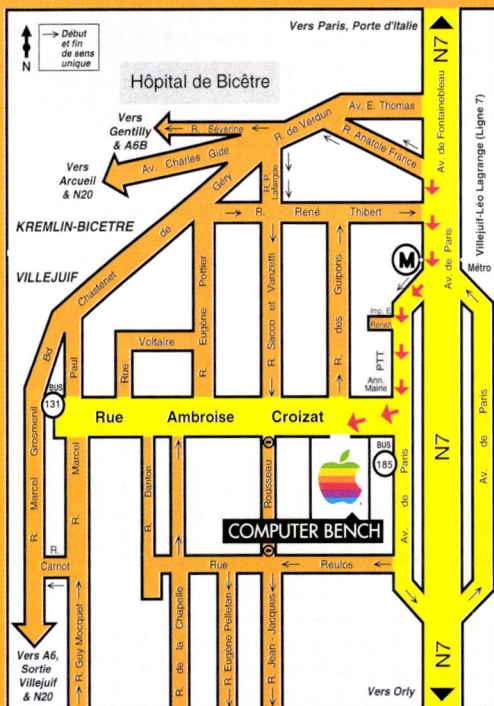 Vers Paris, Porte d'Italie
N7
→ Début
et fin
de sens
unique
N
Hôpital de Bicêtre
Av. E. Thomas
Av. de Fontainebleau
Villejuif-Léo Lagrange (Ligne 7)
Vers
Gentilly
& A6B
R. Séverine
R. de Verdun
R. Anatole France
Av. Charles Gide
Vers
Arcueil
& N20
R. P.
Lafargue
KREMLIN-BICETRE
R. René Thibert
VILLEJUIF
Bd Chastenet de Géry
M
Métro
Av. de Paris
R. Eugène Pottier
R. Sacco et Vanzetti
R. des Guipons
Imp. E.
Renan
Rue Voltaire
PTT
Ann.
Mairie
R. Marcel Grosmenil
Paul
BUS
131
Rue Ambroise Croizat
BUS
185
R. Marcel
R. Danton
Rousseau
Av. de Paris
N7
Av. de Paris
COMPUTER BENCH
R.
Carnot
Rue Reulos
R. Guy Mocquet
R. de la Chapelle
R. Eugène Pelletan
R. Jean-Jacques
Vers A6,
Sortie
Villejuif
& N20
N7
Vers Orly